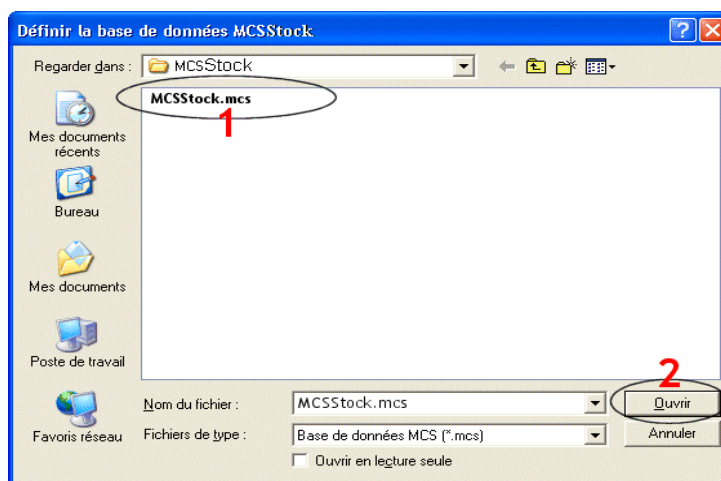 Définir la base de données MCSStock
Regarder dans :
MCSStock
MCSStock.mcs
1
Mes documents
récents
Bureau
Mes documents
Poste de travail
Favoris réseau
2
Nom du fichier :
MCSStock.mcs
Ouvrir
Fichiers de type :
Base de données MCS (*.mcs)
Annuler
Ouvrir en lecture seule